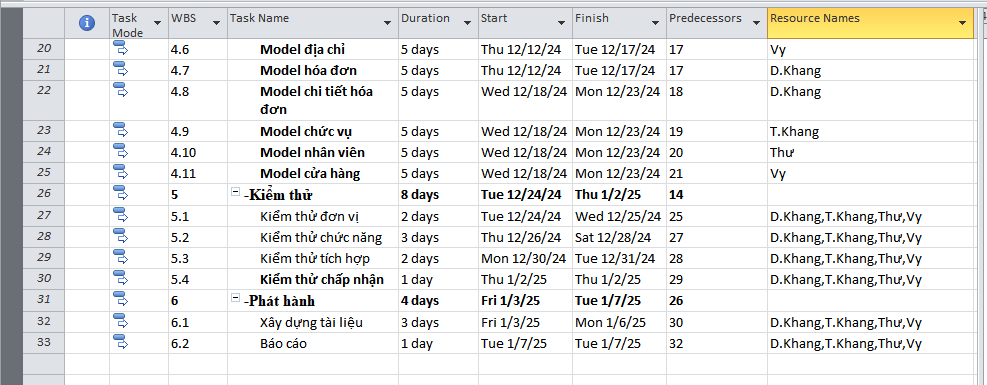 Task Mode WBS Task Name Duration Start Finish Predecessors Resource Names
20 4.6 Model địa chỉ 5 days Thu 12/12/24 Tue 12/17/24 17 Vy
21 4.7 Model hóa đơn 5 days Thu 12/12/24 Tue 12/17/24 17 D.Khang
22 4.8 Model chi tiết hóa đơn 5 days Wed 12/18/24 Mon 12/23/24 18 D.Khang
23 4.9 Model chức vụ 5 days Wed 12/18/24 Mon 12/23/24 19 T.Khang
24 4.10 Model nhân viên 5 days Wed 12/18/24 Mon 12/23/24 20 Thư
25 4.11 Model cửa hàng 5 days Wed 12/18/24 Mon 12/23/24 21 Vy
26 5 -Kiểm thử 8 days Tue 12/24/24 Thu 1/2/25 14
27 5.1 Kiểm thử đơn vị 2 days Tue 12/24/24 Wed 12/25/24 25 D.Khang,T.Khang,Thư,Vy
28 5.2 Kiểm thử chức năng 3 days Thu 12/26/24 Sat 12/28/24 27 D.Khang,T.Khang,Thư,Vy
29 5.3 Kiểm thử tích hợp 2 days Mon 12/30/24 Tue 12/31/24 28 D.Khang,T.Khang,Thư,Vy
30 5.4 Kiểm thử chấp nhận 1 day Thu 1/2/25 Thu 1/2/25 29 D.Khang,T.Khang,Thư,Vy
31 6 -Phát hành 4 days Fri 1/3/25 Tue 1/7/25 26
32 6.1 Xây dựng tài liệu 3 days Fri 1/3/25 Mon 1/6/25 30 D.Khang,T.Khang,Thư,Vy
33 6.2 Báo cáo 1 day Tue 1/7/25 Tue 1/7/25 32 D.Khang,T.Khang,Thư,Vy